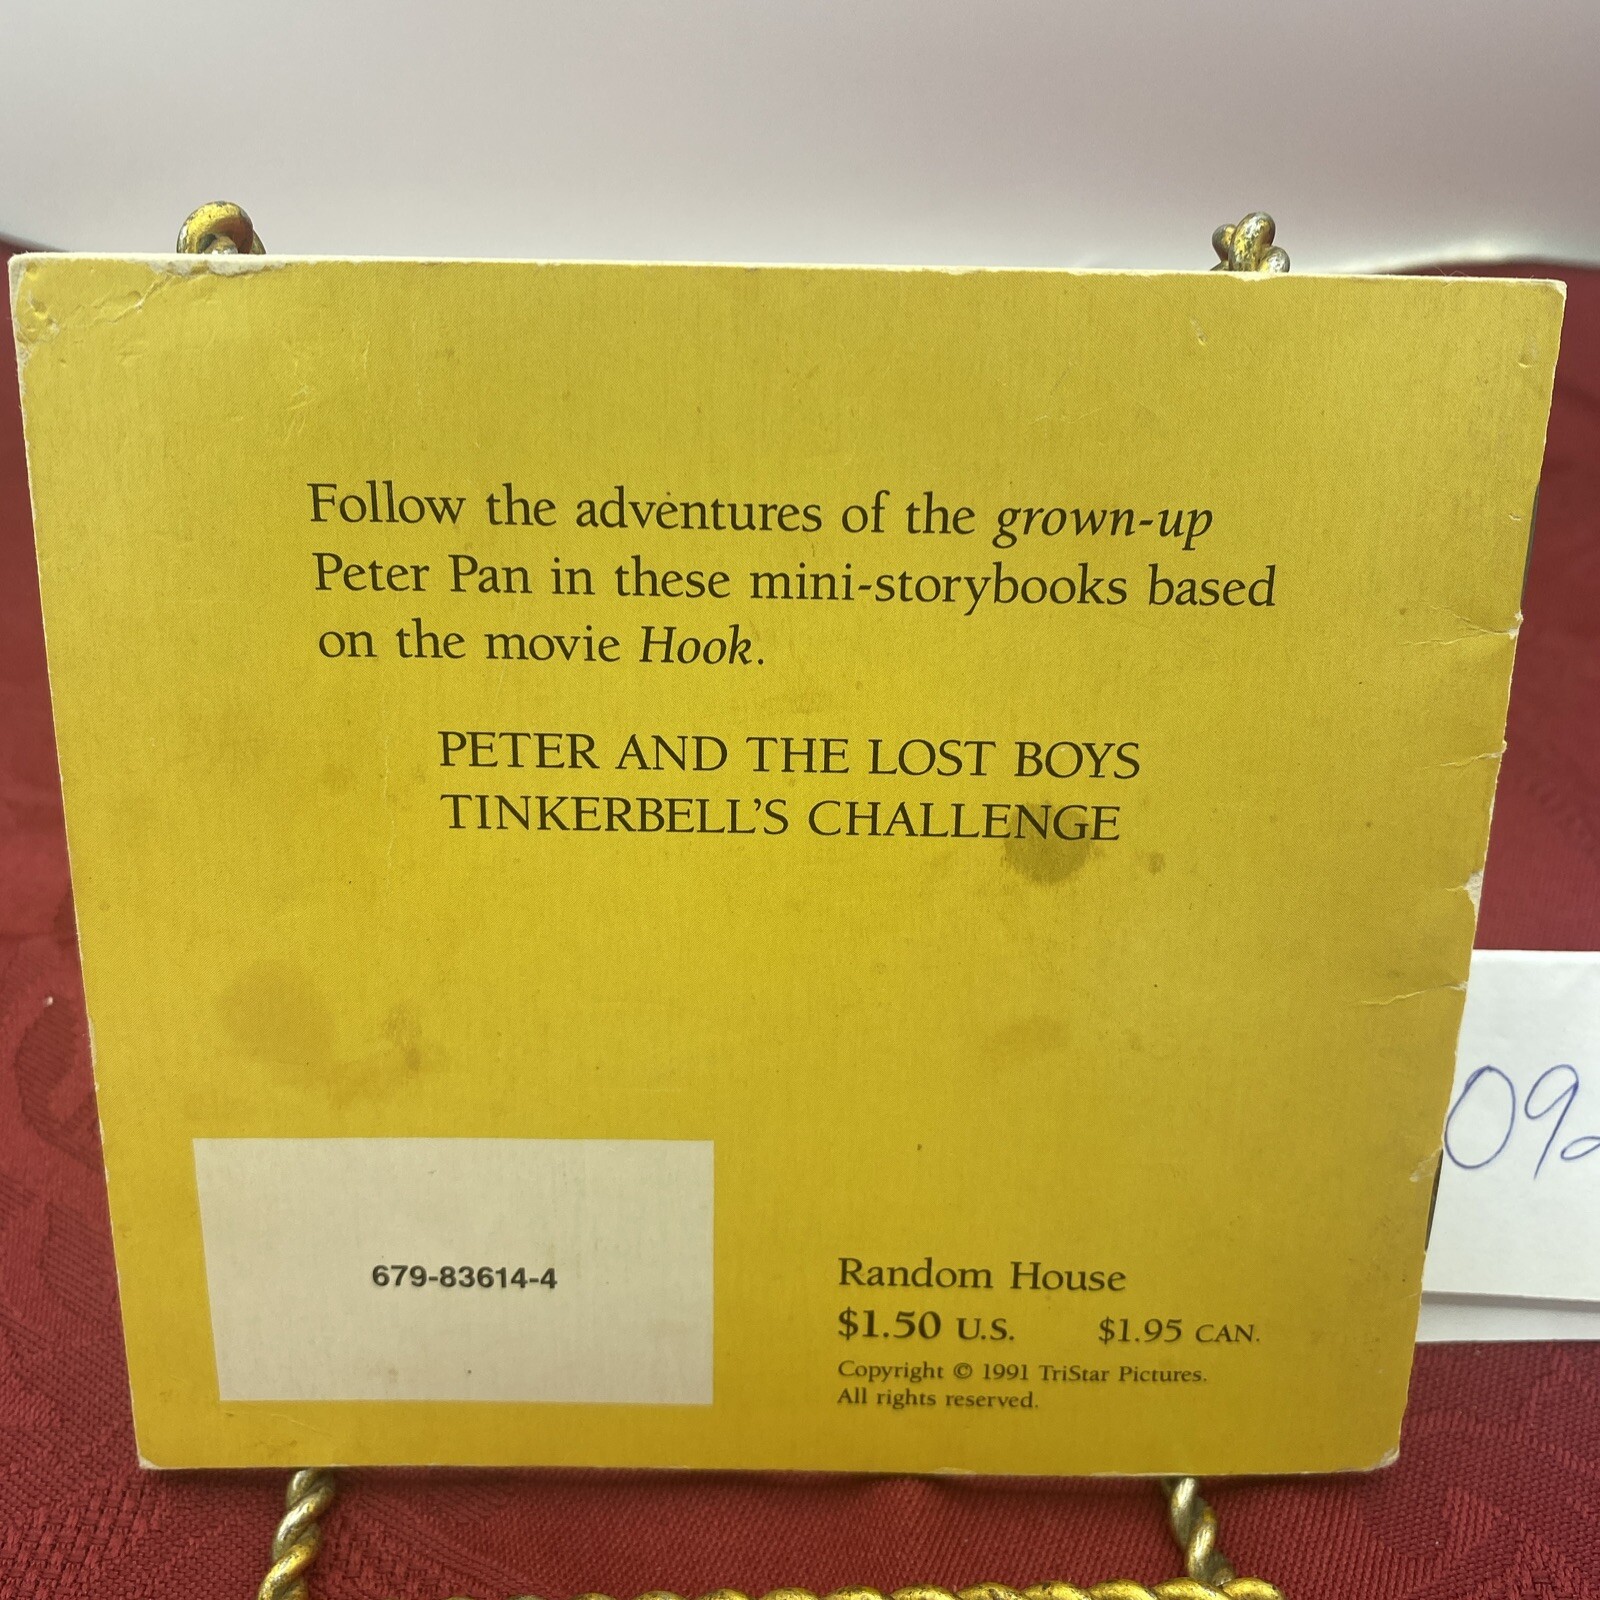 Follow the adventures of the grown-up
Peter Pan in these mini-storybooks based
on the movie Hook.
PETER AND THE LOST BOYS
TINKERBELL'S CHALLENGE
679-83614-4
Random House
$1.50 U.S. $1.95 CAN.
Copyright © 1991 TriStar Pictures.
All rights reserved.
09